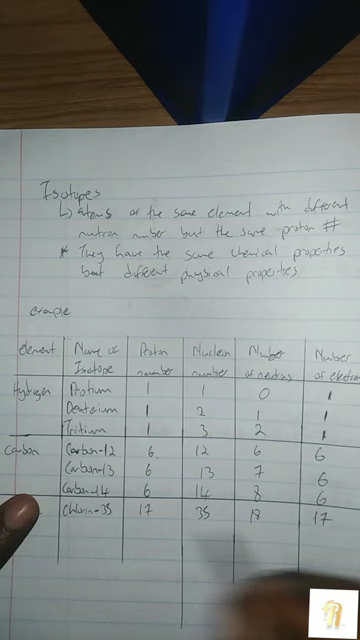 Isotopes
↳ atoms of the same element with different
nutron number but the same proton #
* They have the same chemical properties
but different physical properties
example
element Name of Isotope Proton number Nucleon number Number of neutrons Number of electron
Hydrogen Protium 1 1 0 1
Deuterium 1 2 1 1
Tritium 1 3 2 1
Carbon Carbon-12 6 12 6 6
Carbon-13 6 13 7 6
Carbon-14 6 14 8 6
Chlorin-35 17 35 18 17